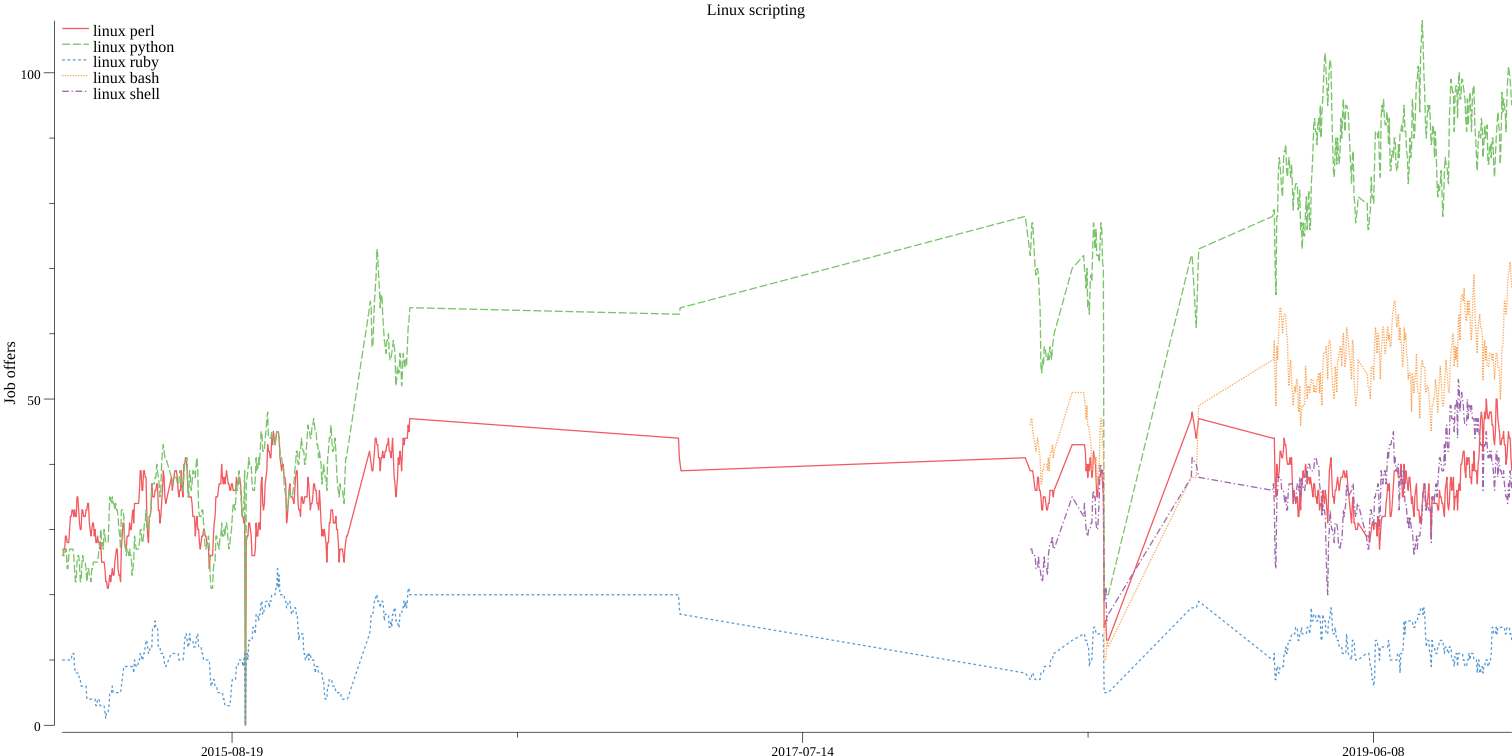 Linux scripting
linux perl
linux python
linux ruby
linux bash
linux shell
100
50
0
Job offers
2015-08-19
2017-07-14
2019-06-08